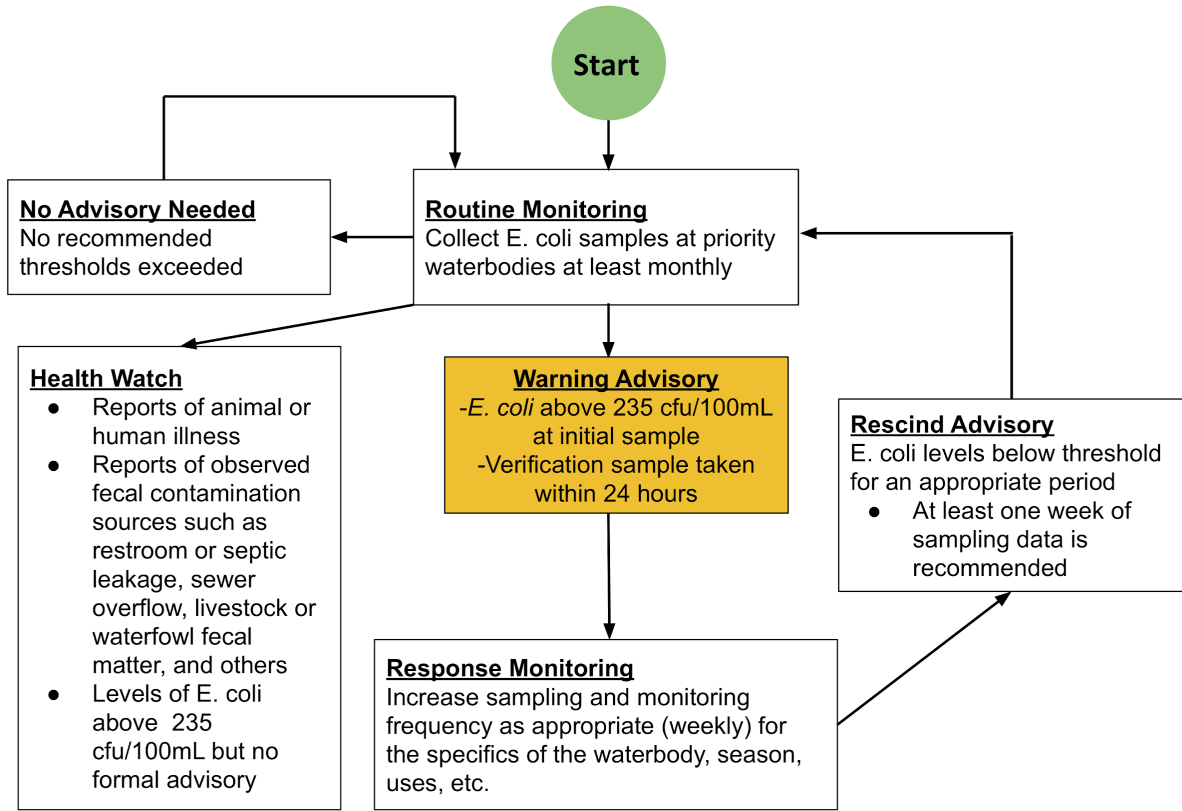 Start
No Advisory Needed
No recommended
thresholds exceeded
Routine Monitoring
Collect E. coli samples at priority
waterbodies at least monthly
Health Watch
● Reports of animal or
human illness
● Reports of observed
fecal contamination
sources such as
restroom or septic
leakage, sewer
overflow, livestock or
waterfowl fecal
matter, and others
● Levels of E. coli
above 235
cfu/100mL but no
formal advisory
Warning Advisory
-E. coli above 235 cfu/100mL
at initial sample
-Verification sample taken
within 24 hours
Rescind Advisory
E. coli levels below threshold
for an appropriate period
● At least one week of
sampling data is
recommended
Response Monitoring
Increase sampling and monitoring
frequency as appropriate (weekly) for
the specifics of the waterbody, season,
uses, etc.